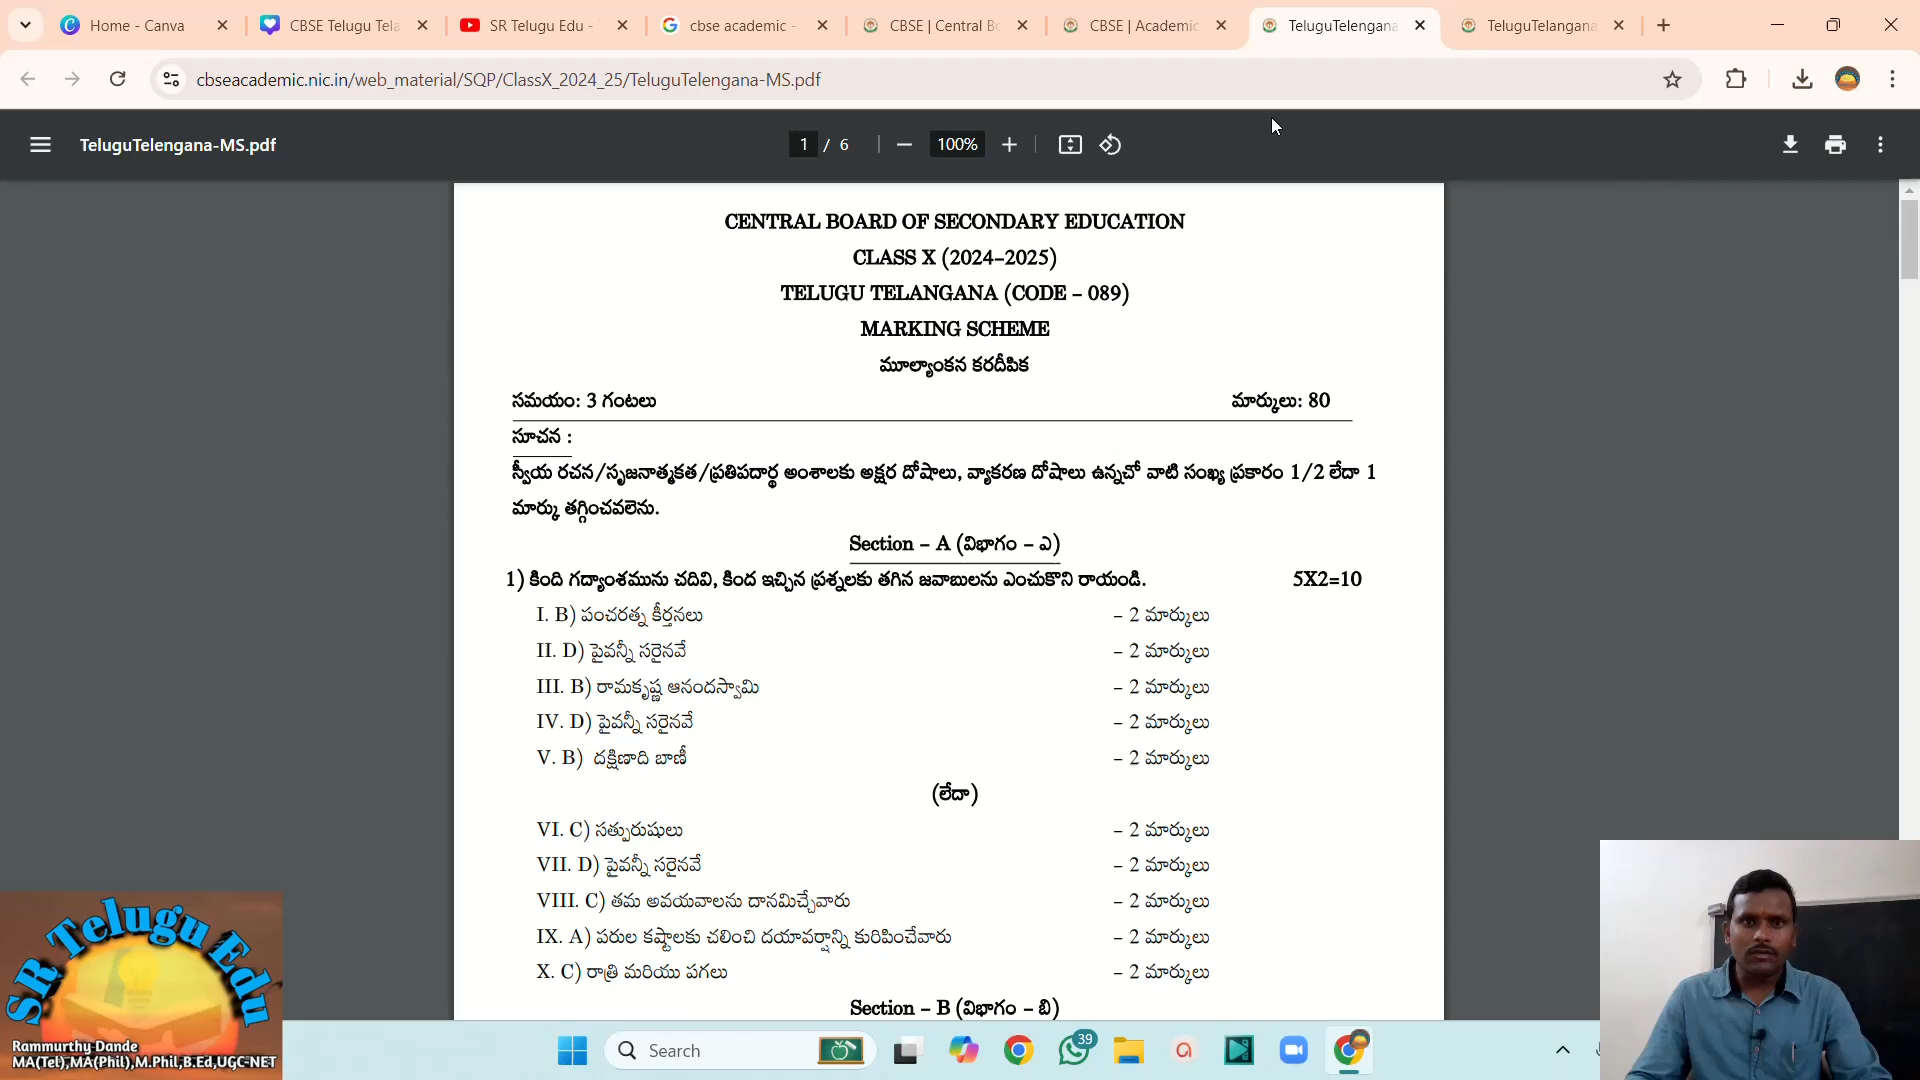 Home - Canva
CBSE Telugu Tela
SR Telugu Edu -
cbse academic -
CBSE | Central Bo
CBSE | Academic
TeluguTelengana
TeluguTelangana
cbseacademic.nic.in/web_material/SQP/ClassX_2024_25/TeluguTelengana-MS.pdf
TeluguTelengana-MS.pdf
1 / 6
100%
CENTRAL BOARD OF SECONDARY EDUCATION
CLASS X (2024-2025)
TELUGU TELANGANA (CODE - 089)
MARKING SCHEME
మూల్యాంకన కరదీపిక
సమయం: 3 గంటలు మార్కులు: 80
సూచన :
స్వీయ రచన/సృజనాత్మకత/ప్రతిపదార్థ అంశాలకు అక్షర దోషాలు, వ్యాకరణ దోషాలు ఉన్నచో వాటి సంఖ్య ప్రకారం 1/2 లేదా 1
మార్కు తగ్గించవలెను.
Section - A (విభాగం - ఎ)
1) కింది గద్యాంశమును చదివి, కింద ఇచ్చిన ప్రశ్నలకు తగిన జవాబులను ఎంచుకొని రాయండి. 5X2=10
I. B) పంచరత్న కీర్తనలు - 2 మార్కులు
II. D) పైవన్నీ సరైనవే - 2 మార్కులు
III. B) రామకృష్ణ ఆనందస్వామి - 2 మార్కులు
IV. D) పైవన్నీ సరైనవే - 2 మార్కులు
V. B) దక్షిణాది బాణీ - 2 మార్కులు
(లేదా)
VI. C) సత్పురుషులు - 2 మార్కులు
VII. D) పైవన్నీ సరైనవే - 2 మార్కులు
VIII. C) తమ అవయవాలను దానమిచ్చేవారు - 2 మార్కులు
IX. A) పరుల కష్టాలకు చలించి దయావర్షాన్ని కురిపించేవారు - 2 మార్కులు
X. C) రాత్రి మరియు పగలు - 2 మార్కులు
Section - B (విభాగం - బి)
SR Telugu Edu
Rammurthy Dande
MA(Tel),MA(Phil),M.Phil,B.Ed,UGC-NET
Search
39